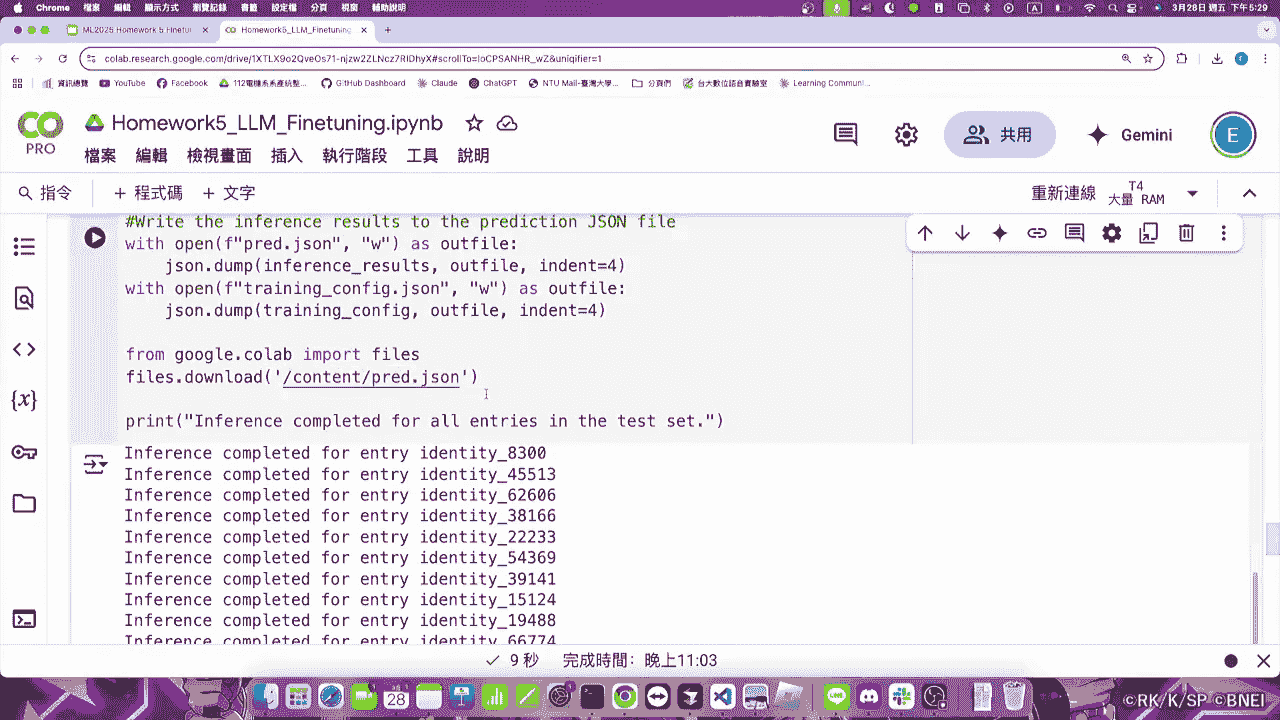 Chrome 檔案 編輯 顯示方式 瀏覽記錄 書籤 設定檔 分頁 視窗 輔助說明 3月28日 週五 下午5:29
ML2025 Homework 5 Finetu Homework5_LLM_Finetuning
colab.research.google.com/drive/1XTLX9o2QveOs71-njzw2ZLNcz7RIDhyX#scrollTo=IoCPSANHR_wZ&uniqifier=1
資訊總覽 YouTube Facebook 112電機系系產統整... GitHub Dashboard Claude ChatGPT NTU Mail-臺灣大學... 分頁們 台大數位語音實驗室 Learning Communi...
Homework5_LLM_Finetuning.ipynb
共用 Gemini E
PRO
檔案 編輯 檢視畫面 插入 執行階段 工具 說明
指令 + 程式碼 + 文字 重新連線 T4
大量 RAM
#Write the inference results to the prediction JSON file
with open(f"pred.json", "w") as outfile:
json.dump(inference_results, outfile, indent=4)
with open(f"training_config.json", "w") as outfile:
json.dump(training_config, outfile, indent=4)
from google.colab import files
files.download('/content/pred.json')
print("Inference completed for all entries in the test set.")
Inference completed for entry identity_8300
Inference completed for entry identity_45513
Inference completed for entry identity_62606
Inference completed for entry identity_38166
Inference completed for entry identity_22233
Inference completed for entry identity_54369
Inference completed for entry identity_39141
Inference completed for entry identity_15124
Inference completed for entry identity_19488
Inference completed for entry identity_66774
9 秒 完成時間：晚上11:03
28
©RK/K/SP ©BNEI